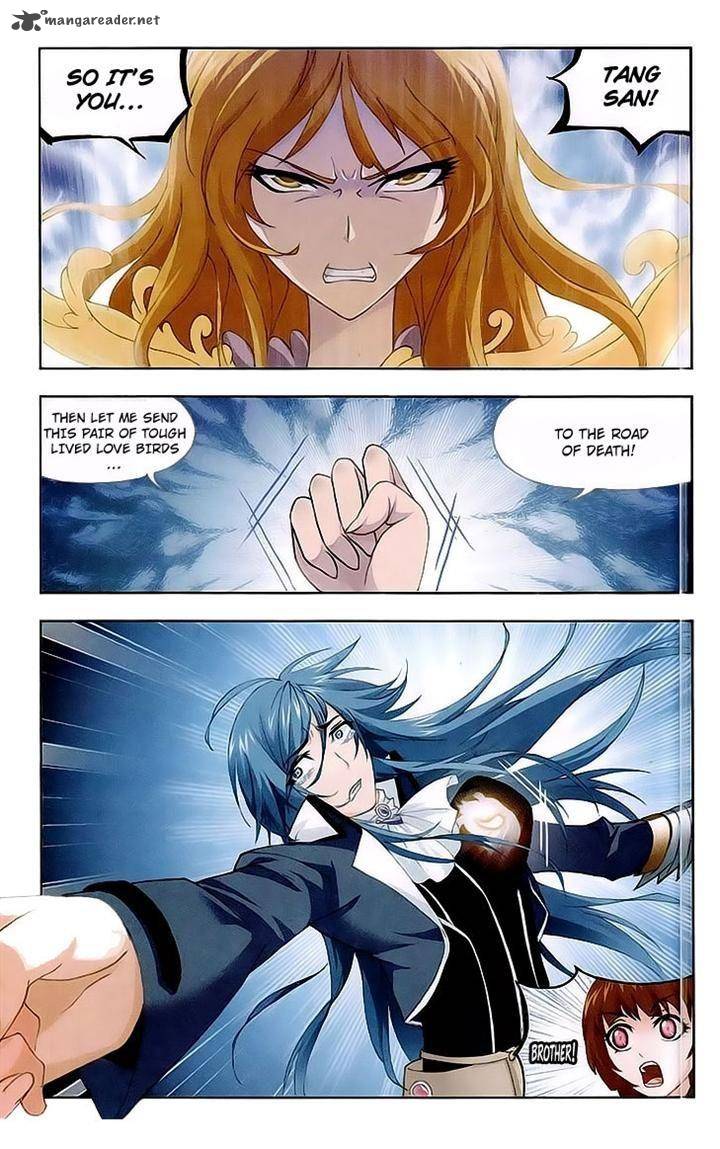 mangareader.net
SO IT'S
YOU...
TANG
SAN!
THEN LET ME SEND
THIS PAIR OF TOUGH
LIVED LOVE BIRDS
...
TO THE ROAD
OF DEATH!
BROTHER!